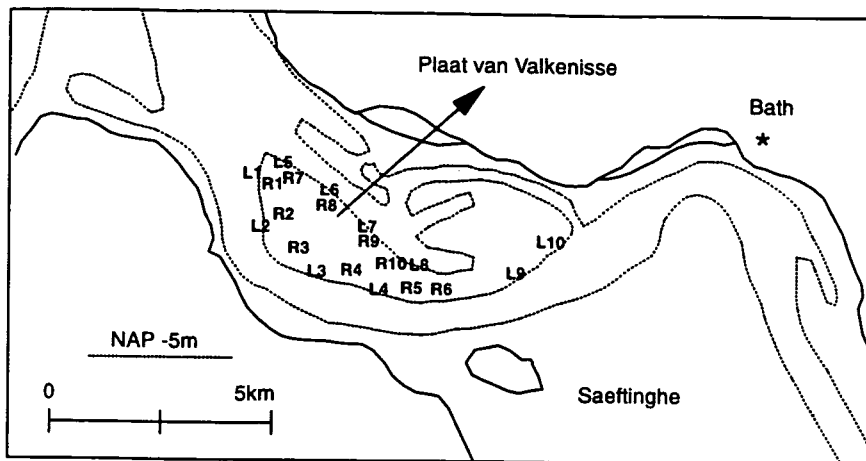 Plaat van Valkenisse
Bath
*
L5
L1
R7
R1
L6
R8
R2
L2
L7
R9
R3
L10
R10 L8
L3
R4
L9
L4
R5
R6
NAP -5m
0
5km
Saeftinghe